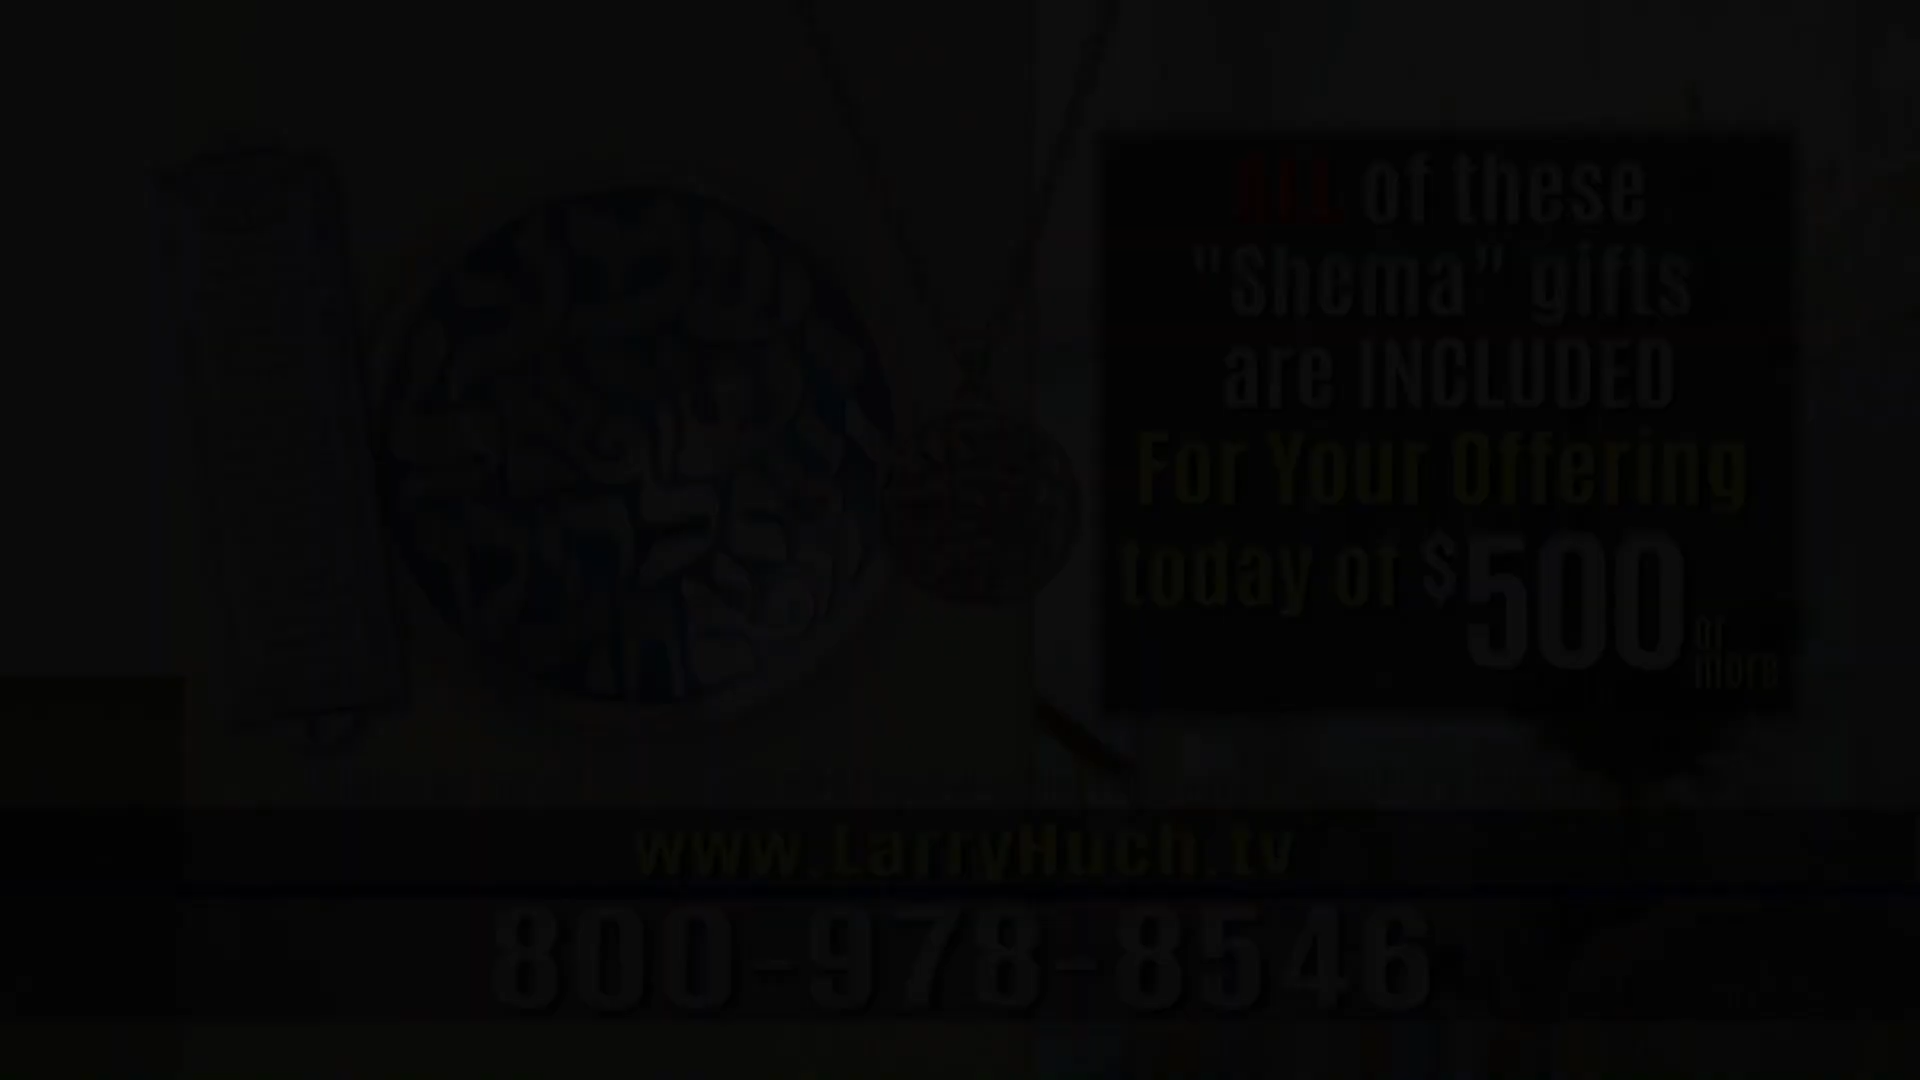 ALL of these
"Shema" gifts
are INCLUDED
For Your Offering
today of $500 or more
www.LarryHuch.tv
800-978-8546